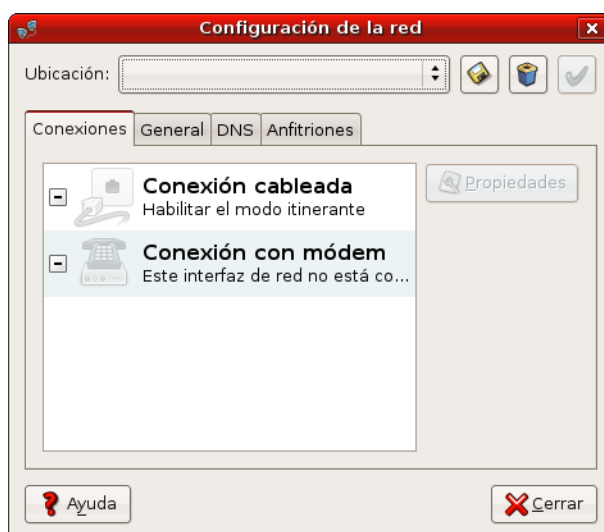 Configuración de la red
Ubicación:
Conexiones General DNS Anfitriones
Conexión cableada
Habilitar el modo itinerante
Propiedades
Conexión con módem
Este interfaz de red no está co...
Ayuda
Cerrar